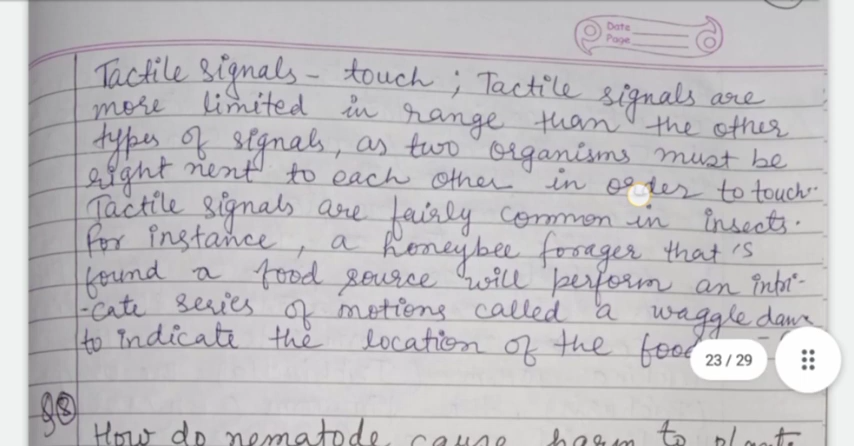 Date
Page
Tactile signals - touch ; Tactile signals are
more limited in range than the other
types of signals, as two organisms must be
right next to each other in order to touch.
Tactile signals are fairly common in insects.
For instance, a honeybee forager that's
found a food source will perform an intri-
-cate series of motions called a waggle dance
to indicate the location of the food
23 / 29
Q8
How do nematode cause harm to plants